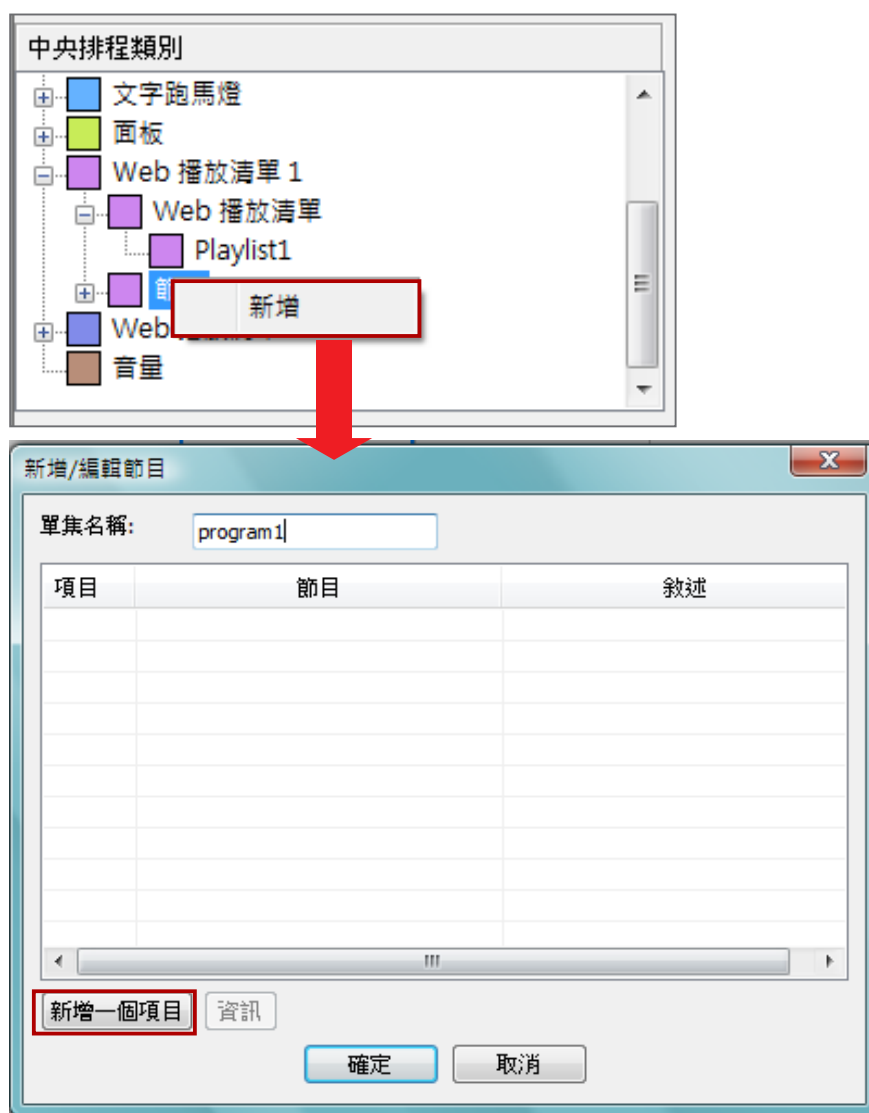 中央排程類別
文字跑馬燈
面板
Web 播放清單 1
Web 播放清單
Playlist1
新增
Web
音量
新增/編輯節目
單集名稱: program1
項目 節目 敘述
新增一個項目 資訊
確定 取消